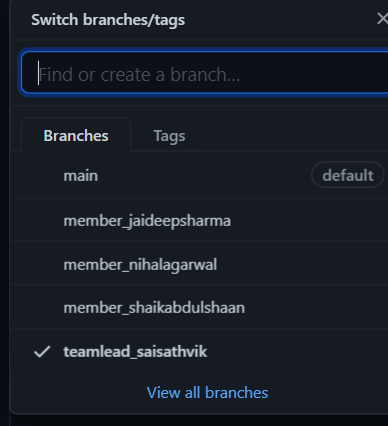 Switch branches/tags
Find or create a branch...
Branches Tags
main default
member_jaideepsharma
member_nihalagarwal
member_shaikabdulshaan
teamlead_saisathvik
View all branches